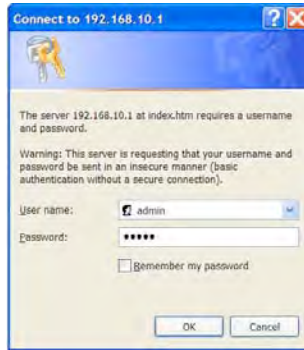 Connect to 192.168.10.1
The server 192.168.10.1 at index.htm requires a username
and password.
Warning: This server is requesting that your username and
password be sent in an insecure manner (basic
authentication without a secure connection).
User name:
admin
Password:
•••••
Remember my password
OK
Cancel